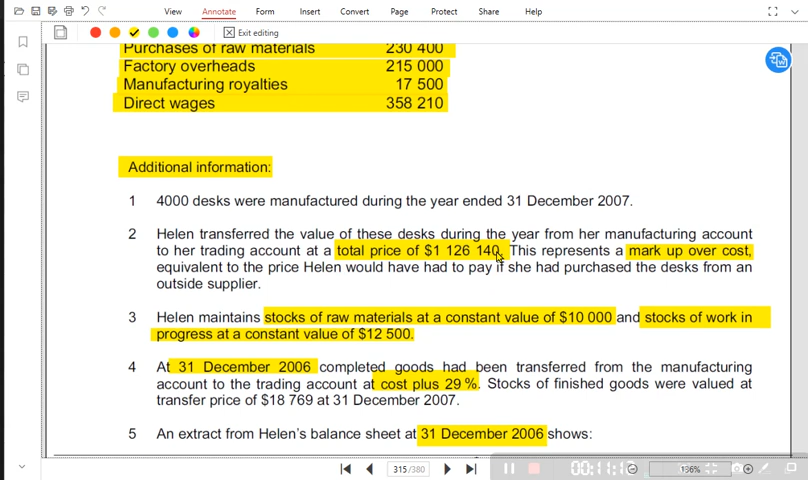 View Annotate Form Insert Convert Page Protect Share Help
Exit editing
Purchases of raw materials 230 400
Factory overheads 215 000
Manufacturing royalties 17 500
Direct wages 358 210
Additional information:
1 4000 desks were manufactured during the year ended 31 December 2007.
2 Helen transferred the value of these desks during the year from her manufacturing account
to her trading account at a total price of $1 126 140. This represents a mark up over cost,
equivalent to the price Helen would have had to pay if she had purchased the desks from an
outside supplier.
3 Helen maintains stocks of raw materials at a constant value of $10 000 and stocks of work in
progress at a constant value of $12 500.
4 At 31 December 2006 completed goods had been transferred from the manufacturing
account to the trading account at cost plus 29 %. Stocks of finished goods were valued at
transfer price of $18 769 at 31 December 2007.
5 An extract from Helen's balance sheet at 31 December 2006 shows:
315/380